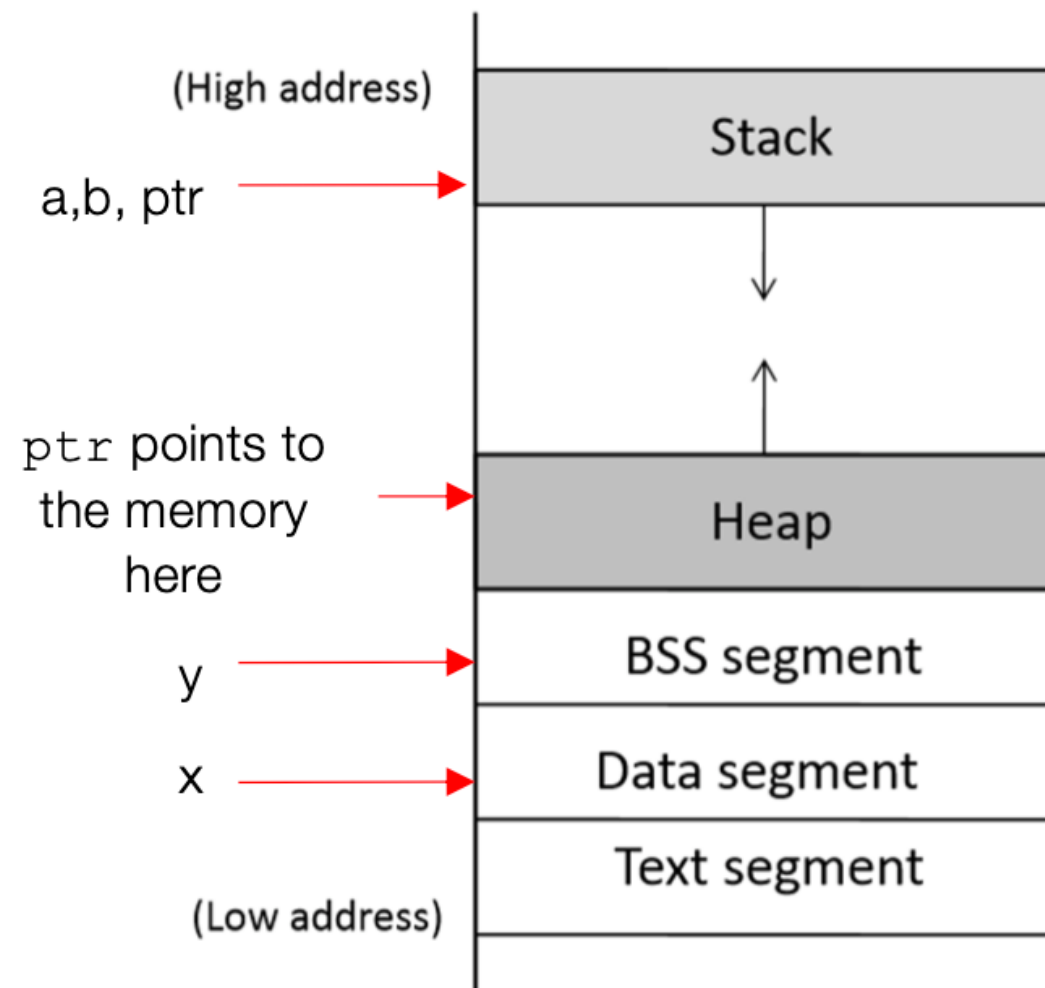 (High address)
Stack
a,b, ptr
ptr points to
the memory
here
Heap
y
BSS segment
x
Data segment
Text segment
(Low address)